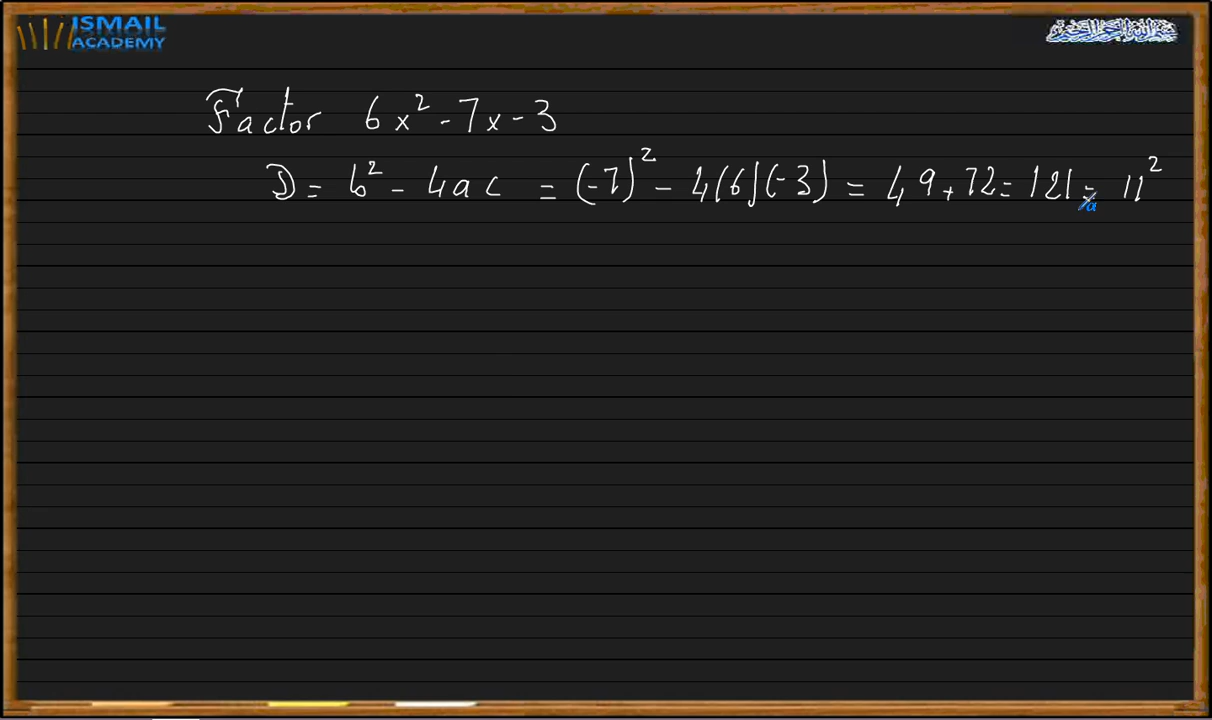 ISMAIL
ACADEMY
Factor 6x² - 7x - 3
D = b² - 4ac = (-7)² - 4(6)(-3) = 49 + 72 = 121 = 11²